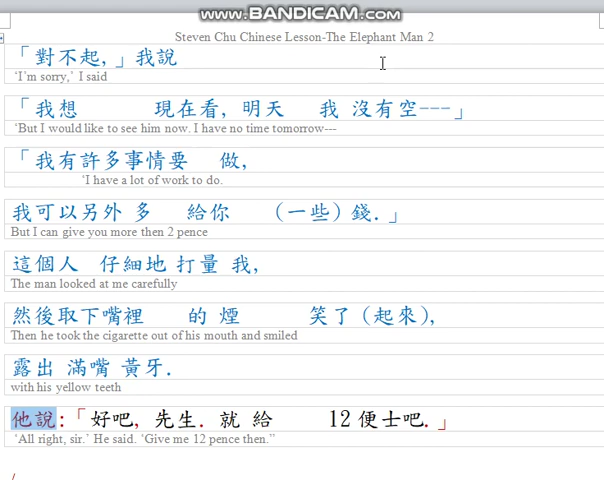 www.BANDICAM.com
Steven Chu Chinese Lesson-The Elephant Man 2
「對不起,」我說
‘I’m sorry,’ I said
「我想 現在看, 明天 我 沒有空---」
‘But I would like to see him now. I have no time tomorrow---
「我有許多事情要 做,
‘I have a lot of work to do.
我可以另外 多 給你 (一些) 錢. 」
But I can give you more then 2 pence
這個人 仔細地 打量 我,
The man looked at me carefully
然後取下嘴裡 的 煙 笑了 (起來),
Then he took the cigarette out of his mouth and smiled
露出 滿嘴 黃牙.
with his yellow teeth
他說:「好吧, 先生. 就 給 12 便士吧. 」
‘All right, sir.’ He said. ‘Give me 12 pence then.”
/